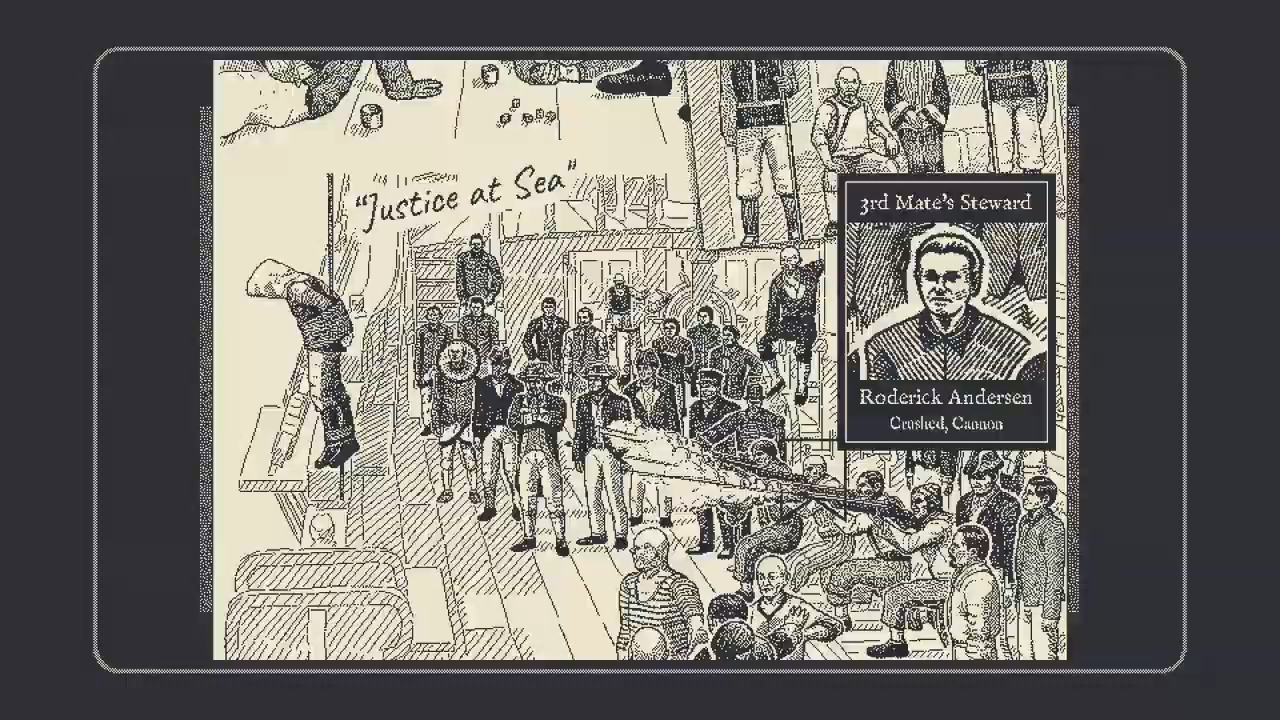 "Justice at Sea"
3rd Mate's Steward
Roderick Andersen
Crushed, Cannon